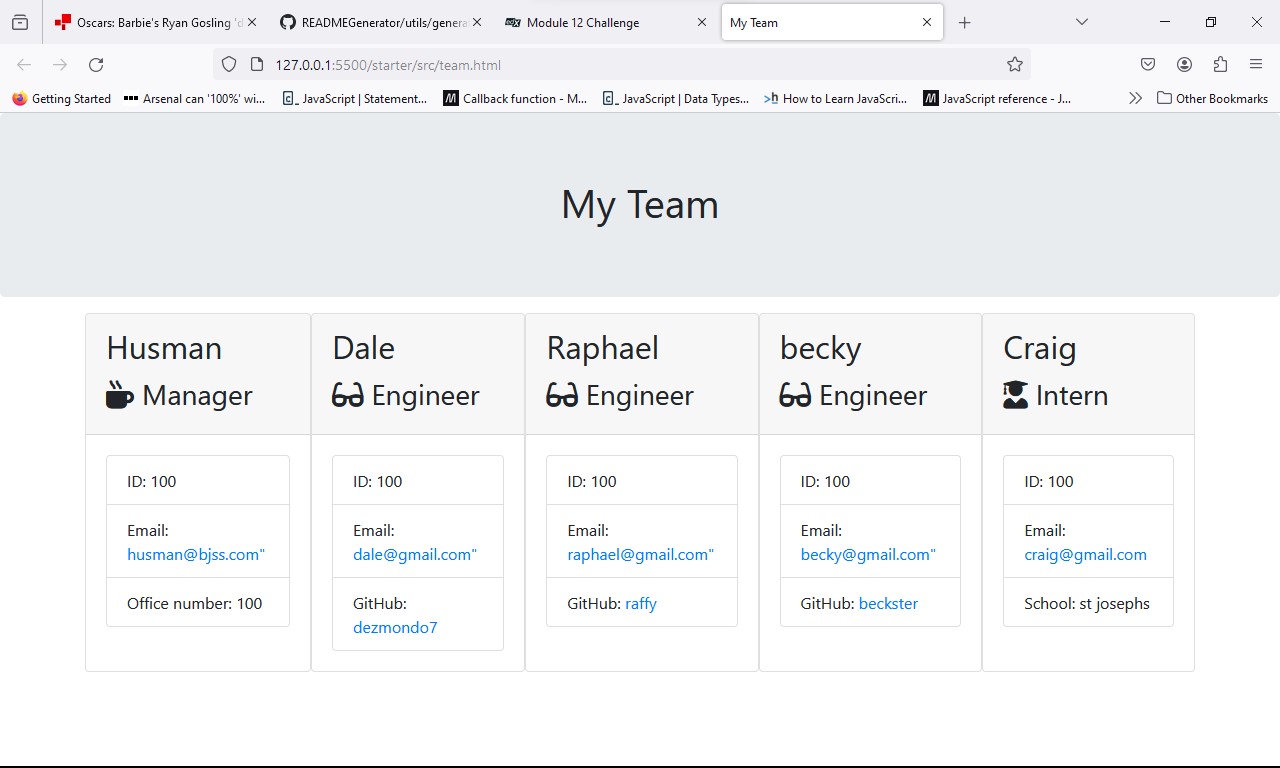 Oscars: Barbie's Ryan Gosling 'd
READMEGenerator/utils/genera
Module 12 Challenge
My Team
127.0.0.1:5500/starter/src/team.html
Getting Started
Arsenal can '100%' wi...
JavaScript | Statement...
Callback function - M...
JavaScript | Data Types...
How to Learn JavaScri...
JavaScript reference - J...
Other Bookmarks
My Team
Husman
Manager
ID: 100
Email:
husman@bjss.com"
Office number: 100
Dale
Engineer
ID: 100
Email:
dale@gmail.com"
GitHub:
dezmondo7
Raphael
Engineer
ID: 100
Email:
raphael@gmail.com"
GitHub: raffy
becky
Engineer
ID: 100
Email:
becky@gmail.com"
GitHub: beckster
Craig
Intern
ID: 100
Email:
craig@gmail.com
School: st josephs